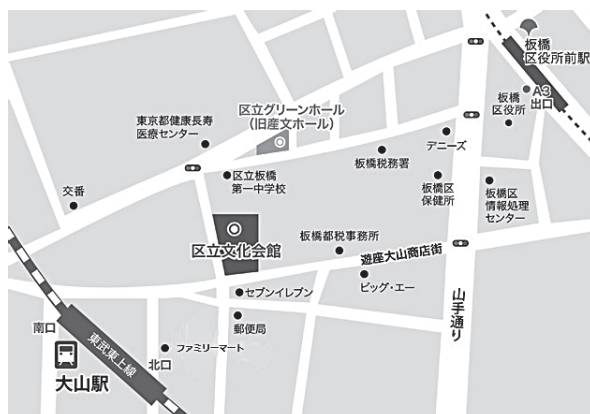 板橋
区役所前駅
A3
出口
板橋
区役所
区立グリーンホール
(旧産文ホール)
東京都健康長寿
医療センター
デニーズ
板橋税務署
区立板橋
第一中学校
板橋区
保健所
板橋区
情報処理
センター
交番
区立文化会館
板橋都税事務所
遊座大山商店街
ビッグ・エー
セブンイレブン
山手通り
郵便局
南口
東武東上線
北口
ファミリーマート
大山駅